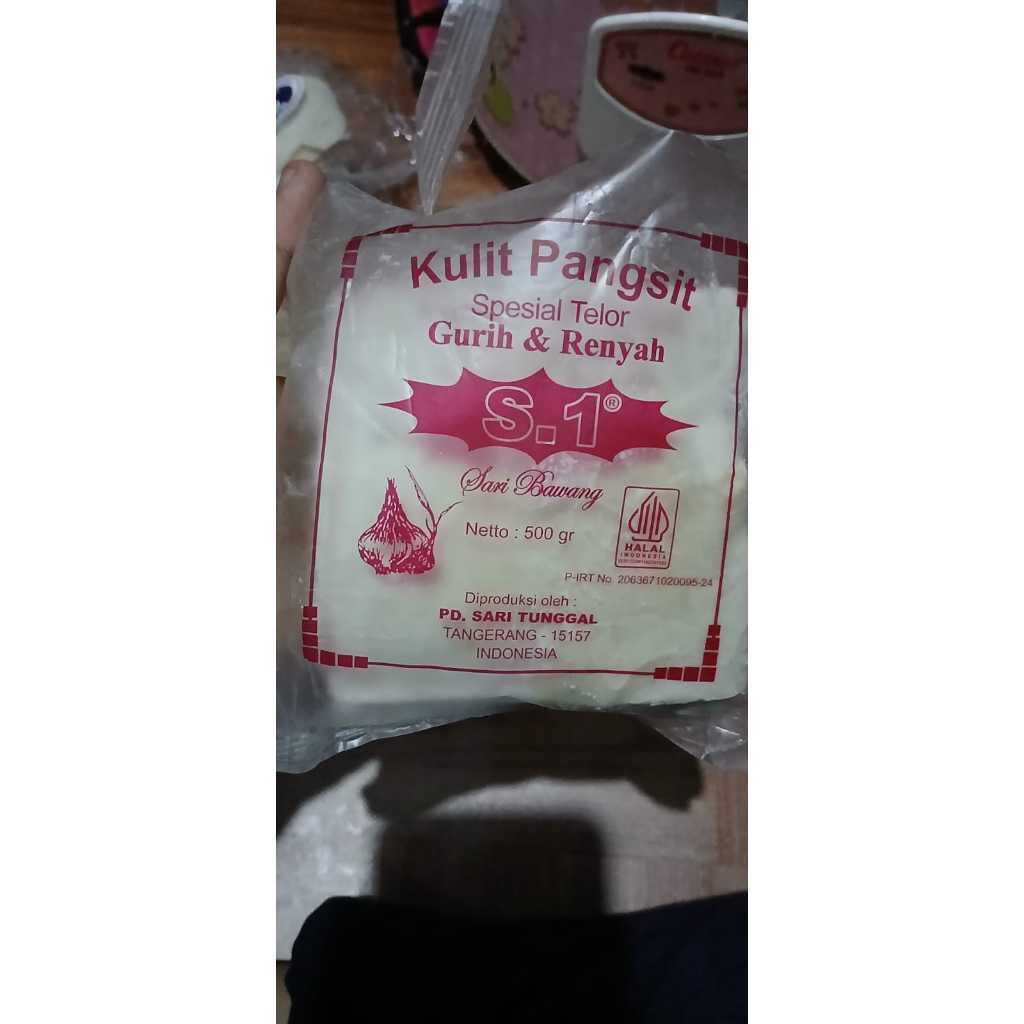 Kulit Pangsit
Spesial Telor
Gurih & Renyah
S.1®
Sari Bawang
Netto : 500 gr
HALAL
INDONESIA
P-IRT No. 2063671020095-24
Diproduksi oleh :
PD. SARI TUNGGAL
TANGERANG - 15157
INDONESIA